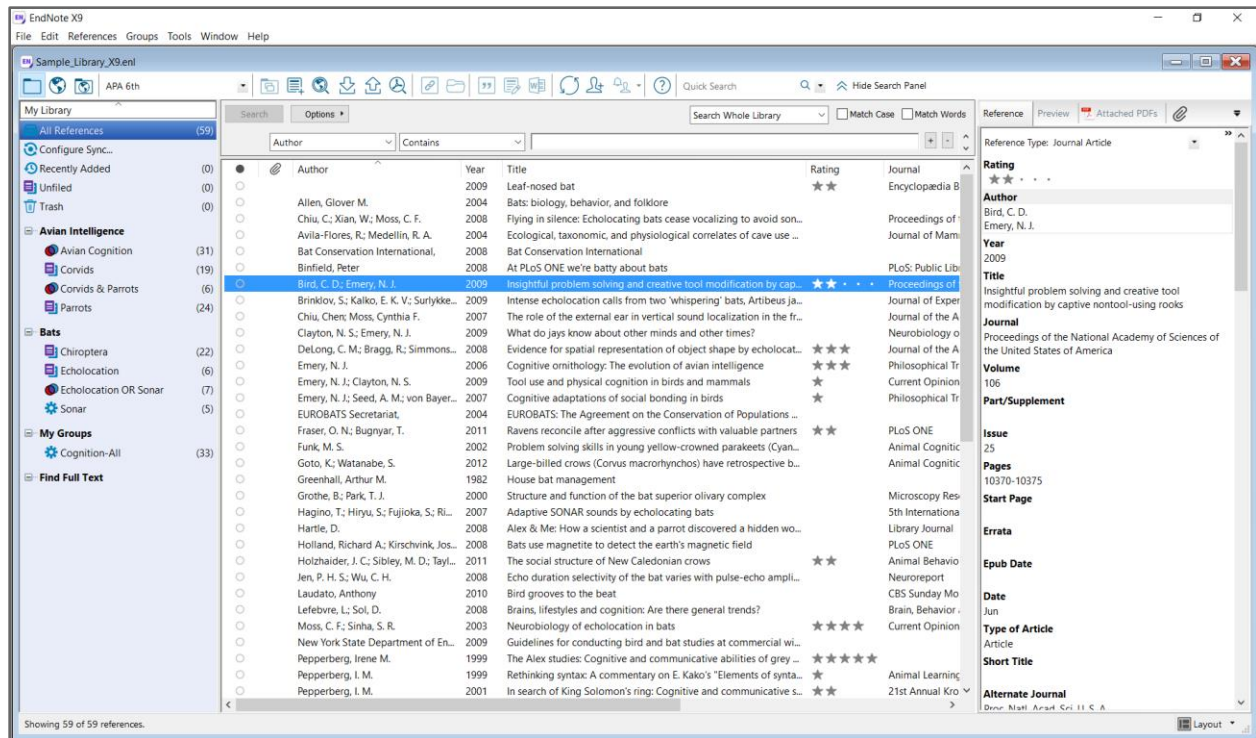 EndNote X9
File Edit References Groups Tools Window Help
Sample_Library_X9.enl
APA 6th Quick Search Hide Search Panel
My Library
All References (59)
Configure Sync...
Recently Added (0)
Unfiled (0)
Trash (0)
Avian Intelligence
Avian Cognition (31)
Corvids (19)
Corvids & Parrots (6)
Parrots (24)
Bats
Chiroptera (22)
Echolocation (6)
Echolocation OR Sonar (7)
Sonar (5)
My Groups
Cognition-All (33)
Find Full Text
Search Options Search Whole Library Match Case Match Words
Author Contains + -
Author Year Title Rating Journal
2009 Leaf-nosed bat Encyclopædia B
Allen, Glover M. 2004 Bats: biology, behavior, and folklore
Chiu, C.; Xian, W.; Moss, C. F. 2008 Flying in silence: Echolocating bats cease vocalizing to avoid son... Proceedings of
Avila-Flores, R.; Medellin, R. A. 2004 Ecological, taxonomic, and physiological correlates of cave use ... Journal of Mam
Bat Conservation International, 2008 Bat Conservation International
Binfield, Peter 2008 At PLoS ONE we're batty about bats PLoS: Public Lib
Bird, C. D.; Emery, N. J. 2009 Insightful problem solving and creative tool modification by cap... Proceedings of
Brinklov, S.; Kalko, E. K. V.; Surlykke... 2009 Intense echolocation calls from two 'whispering' bats, Artibeus ja... Journal of Exper
Chiu, Chen; Moss, Cynthia F. 2007 The role of the external ear in vertical sound localization in the fr... Journal of the A
Clayton, N. S.; Emery, N. J. 2009 What do jays know about other minds and other times? Neurobiology o
DeLong, C. M.; Bragg, R.; Simmons... 2008 Evidence for spatial representation of object shape by echolocat... Journal of the A
Emery, N. J. 2006 Cognitive ornithology: The evolution of avian intelligence Philosophical Tr
Emery, N. J.; Clayton, N. S. 2009 Tool use and physical cognition in birds and mammals Current Opinion
Emery, N. J.; Seed, A. M.; von Bayer... 2007 Cognitive adaptations of social bonding in birds Philosophical Tr
EUROBATS Secretariat, 2004 EUROBATS: The Agreement on the Conservation of Populations ...
Fraser, O. N.; Bugnyar, T. 2011 Ravens reconcile after aggressive conflicts with valuable partners PLoS ONE
Funk, M. S. 2002 Problem solving skills in young yellow-crowned parakeets (Cyan... Animal Cognitic
Goto, K.; Watanabe, S. 2012 Large-billed crows (Corvus macrorhynchos) have retrospective b... Animal Cognitic
Greenhall, Arthur M. 1982 House bat management
Grothe, B.; Park, T. J. 2000 Structure and function of the bat superior olivary complex Microscopy Res
Hagino, T.; Hiryu, S.; Fujioka, S.; Ri... 2007 Adaptive SONAR sounds by echolocating bats 5th Internationa
Hartle, D. 2008 Alex & Me: How a scientist and a parrot discovered a hidden wo... Library Journal
Holland, Richard A.; Kirschvink, Jos... 2008 Bats use magnetite to detect the earth's magnetic field PLoS ONE
Holzhaider, J. C.; Sibley, M. D.; Tayl... 2011 The social structure of New Caledonian crows Animal Behavio
Jen, P. H. S.; Wu, C. H. 2008 Echo duration selectivity of the bat varies with pulse-echo ampli... Neuroreport
Laudato, Anthony 2010 Bird grooves to the beat CBS Sunday Mo
Lefebvre, L.; Sol, D. 2008 Brains, lifestyles and cognition: Are there general trends? Brain, Behavior
Moss, C. F.; Sinha, S. R. 2003 Neurobiology of echolocation in bats Current Opinion
New York State Department of En... 2009 Guidelines for conducting bird and bat studies at commercial wi...
Pepperberg, Irene M. 1999 The Alex studies: Cognitive and communicative abilities of grey ...
Pepperberg, I. M. 1999 Rethinking syntax: A commentary on E. Kako's "Elements of synta... Animal Learning
Pepperberg, I. M. 2001 In search of King Solomon's ring: Cognitive and communicative s... 21st Annual Kro
Reference Preview Attached PDFs
Reference Type: Journal Article
Rating
Author
Bird, C. D.
Emery, N. J.
Year
2009
Title
Insightful problem solving and creative tool
modification by captive nontool-using rooks
Journal
Proceedings of the National Academy of Sciences of
the United States of America
Volume
106
Part/Supplement
Issue
25
Pages
10370-10375
Start Page
Errata
Epub Date
Date
Jun
Type of Article
Article
Short Title
Alternate Journal
Proc. Natl. Acad. Sci. U. S. A.
Showing 59 of 59 references. Layout